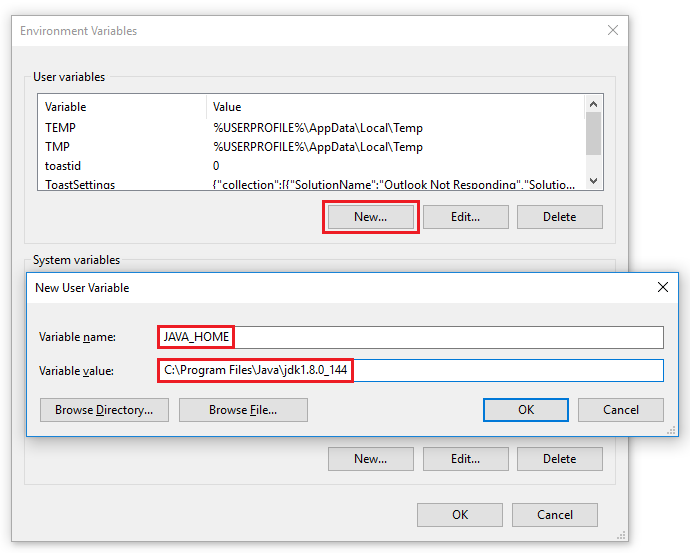 Environment Variables
User variables
Variable Value
TEMP %USERPROFILE%\AppData\Local\Temp
TMP %USERPROFILE%\AppData\Local\Temp
toastid 0
ToastSettings {"collection":[{"SolutionName":"Outlook Not Responding","Solutio...
New... Edit... Delete
System variables
New User Variable
Variable name: JAVA_HOME
Variable value: C:\Program Files\Java\jdk1.8.0_144
Browse Directory... Browse File... OK Cancel
New... Edit... Delete
OK Cancel